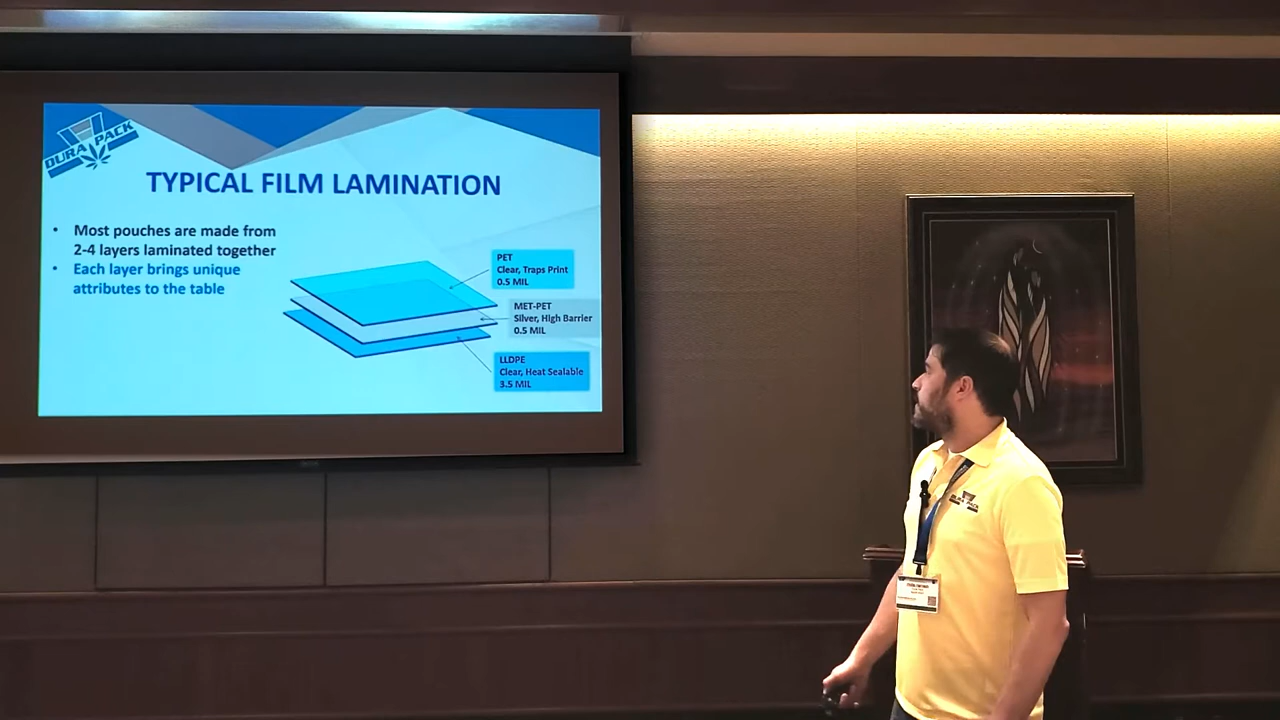 DURA PACK
TYPICAL FILM LAMINATION
• Most pouches are made from
2-4 layers laminated together
• Each layer brings unique
attributes to the table
PET
Clear, Traps Print
0.5 MIL
MET-PET
Silver, High Barrier
0.5 MIL
LLDPE
Clear, Heat Sealable
3.5 MIL
DURA PACK